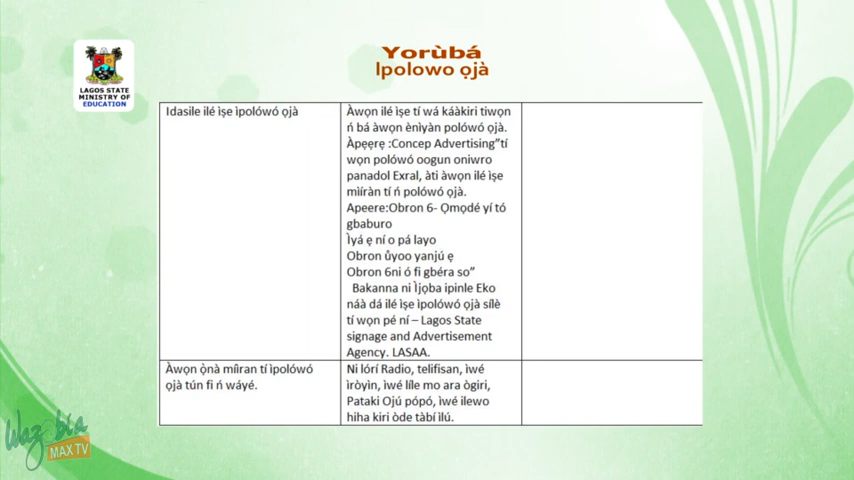 LAGOS STATE
MINISTRY OF
EDUCATION
Yorùbá
Ipolowo ọjà
Idasile ilé ìṣe ìpolówó ọjà
Àwọn ilé ìṣe tí wá káàkiri tiwọn
ń bá àwọn ènìyàn polówó ọjà.
Àpẹẹrẹ :Concep Advertising”tí
wọn polówó oogun oniwro
panadol Exral, àti àwọn ilé ìṣe
mìíràn tí ń polówó ọjà.
Apeere:Obron 6- Ọmọdé yí tó
gbaburo
Ìyá ẹ ní o pá layo
Obron ůyoo yanjú ẹ
Obron 6ni ó fi gbéra so”
Bakanna ni Ìjọba ipinle Eko
náà dá ilé ìṣe ìpolówó ọjà sílè
tí wọn pé ní – Lagos State
signage and Advertisement
Agency. LASAA.
Àwọn ọ̀nà míìran tí ìpolówó
ọjà tún fi ń wáyé.
Ni lórí Radio, telifisan, ìwé
ìròyìn, ìwé líle mo ara ògiri,
Pataki Ojú pópó, ìwé ilewo
hiha kiri òde tàbí ìlú.
Wazobia
MAX TV